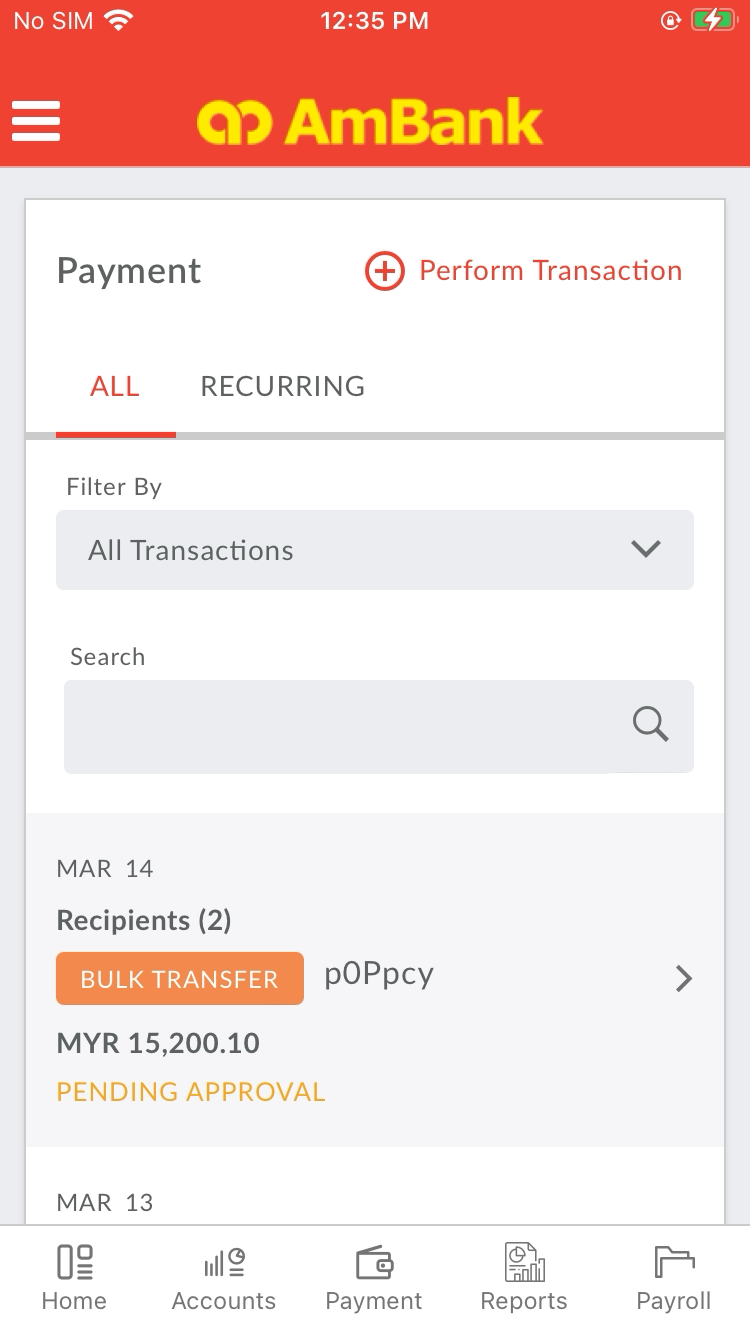 No SIM 12:35 PM
AmBank
Payment Perform Transaction
ALL RECURRING
Filter By
All Transactions
Search
MAR 14
Recipients (2)
BULK TRANSFER p0Ppcy
MYR 15,200.10
PENDING APPROVAL
MAR 13
Home Accounts Payment Reports Payroll